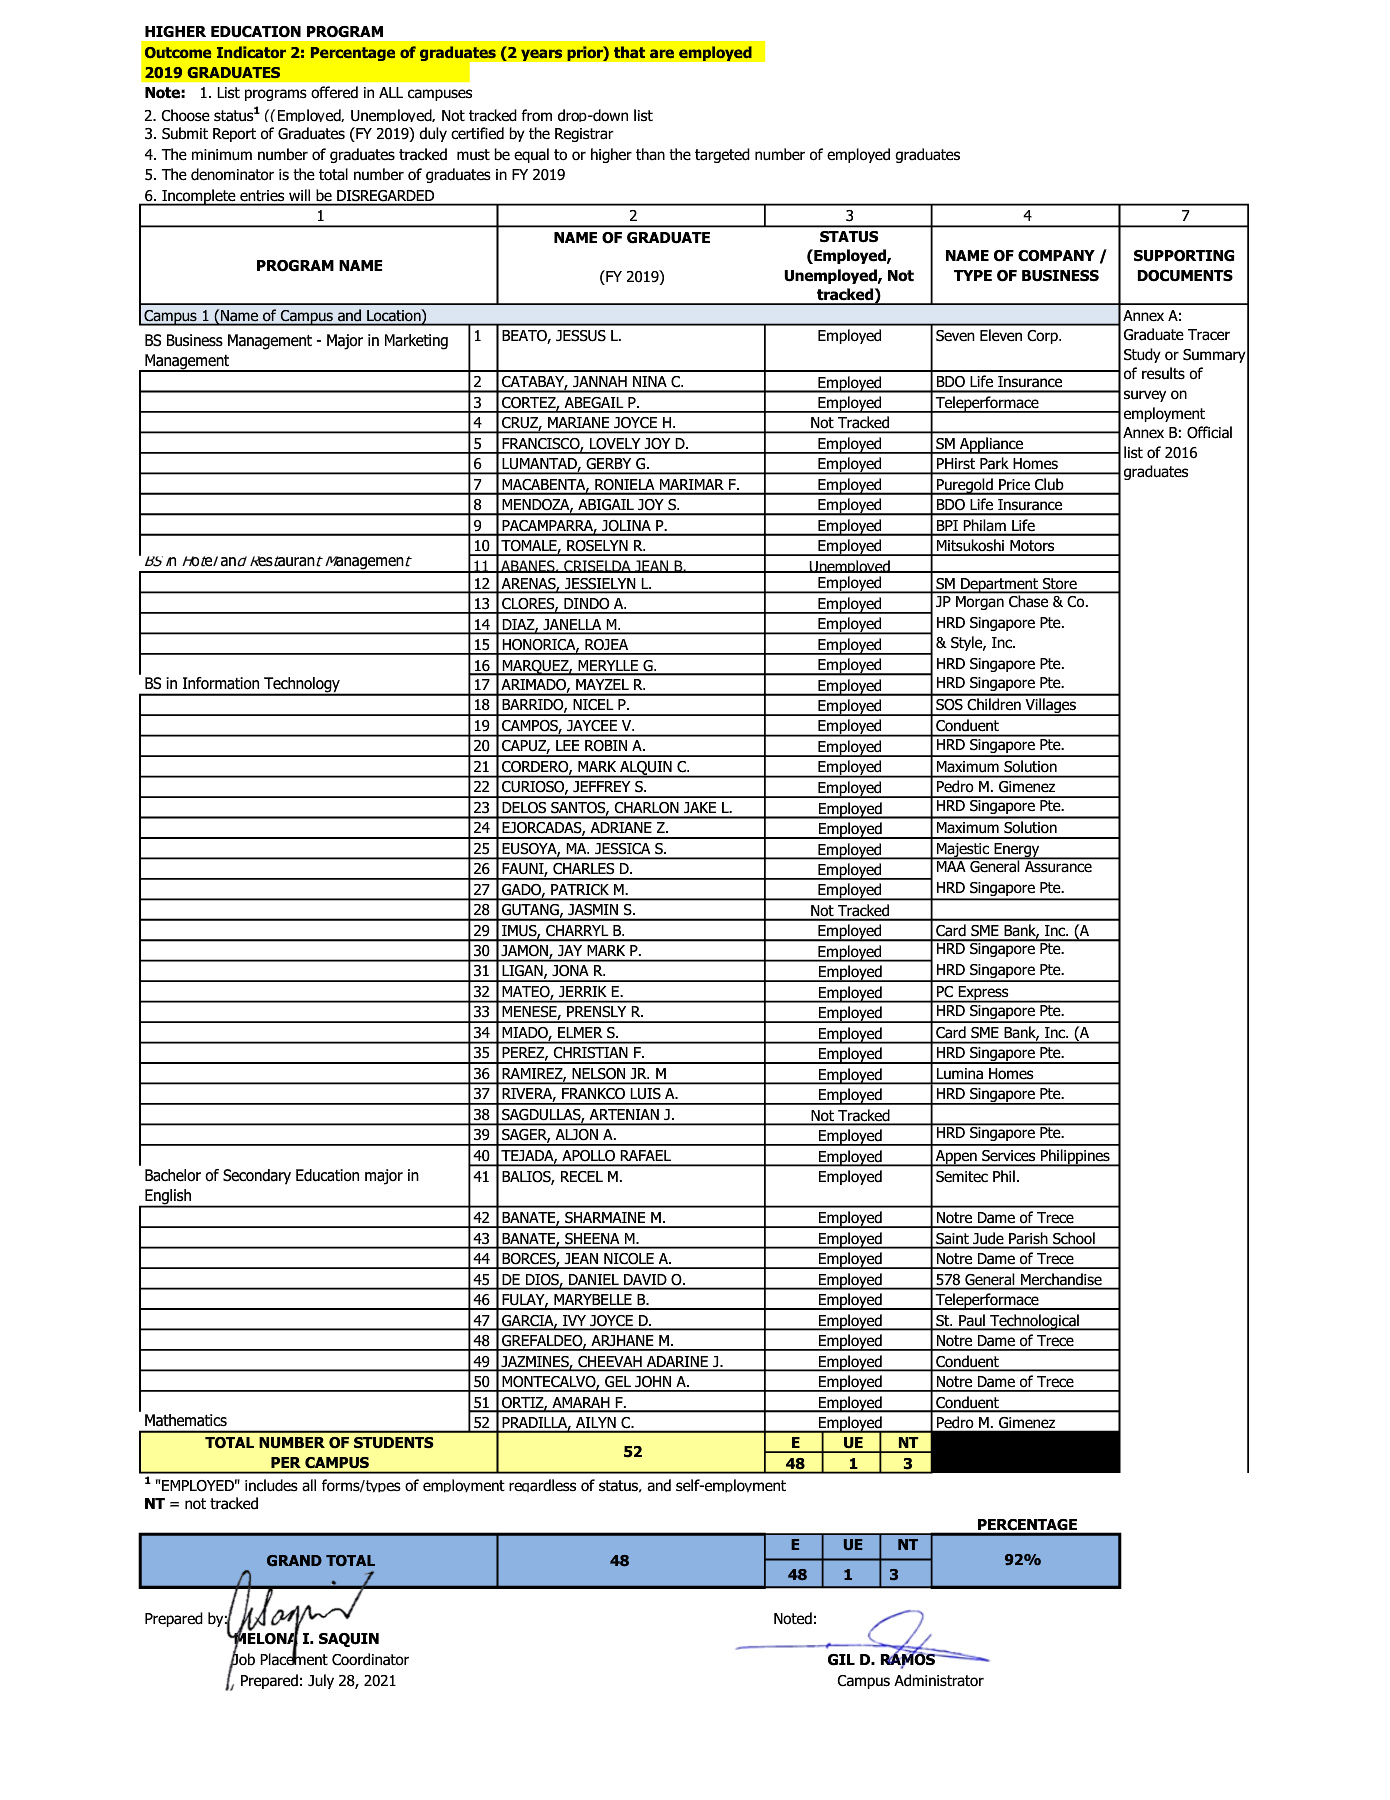 HIGHER EDUCATION PROGRAM
Outcome Indicator 2: Percentage of graduates (2 years prior) that are employed
2019 GRADUATES
Note: 1. List programs offered in ALL campuses
2. Choose status1 ((Employed, Unemployed, Not tracked from drop-down list
3. Submit Report of Graduates (FY 2019) duly certified by the Registrar
4. The minimum number of graduates tracked must be equal to or higher than the targeted number of employed graduates
5. The denominator is the total number of graduates in FY 2019
6. Incomplete entries will be DISREGARDED
1 2 3 4 7
PROGRAM NAME
NAME OF GRADUATE
(FY 2019)
STATUS
(Employed,
Unemployed, Not
tracked)
NAME OF COMPANY /
TYPE OF BUSINESS
SUPPORTING
DOCUMENTS
Campus 1 (Name of Campus and Location)
Annex A:
Graduate Tracer
Study or Summary
of results of
survey on
employment
Annex B: Official
list of 2016
graduates
BS Business Management - Major in Marketing
Management
1 BEATO, JESSUS L. Employed Seven Eleven Corp.
2 CATABAY, JANNAH NINA C. Employed BDO Life Insurance
3 CORTEZ, ABEGAIL P. Employed Teleperformace
4 CRUZ, MARIANE JOYCE H. Not Tracked
5 FRANCISCO, LOVELY JOY D. Employed SM Appliance
6 LUMANTAD, GERBY G. Employed PHirst Park Homes
7 MACABENTA, RONIELA MARIMAR F. Employed Puregold Price Club
8 MENDOZA, ABIGAIL JOY S. Employed BDO Life Insurance
9 PACAMPARRA, JOLINA P. Employed BPI Philam Life
10 TOMALE, ROSELYN R. Employed Mitsukoshi Motors
BS in Hotel and Restaurant Management 11 ABANES, CRISELDA JEAN B. Unemployed
12 ARENAS, JESSIELYN L. Employed SM Department Store
13 CLORES, DINDO A. Employed JP Morgan Chase & Co.
14 DIAZ, JANELLA M. Employed HRD Singapore Pte.
15 HONORICA, ROJEA Employed & Style, Inc.
16 MARQUEZ, MERYLLE G. Employed HRD Singapore Pte.
BS in Information Technology 17 ARIMADO, MAYZEL R. Employed HRD Singapore Pte.
18 BARRIDO, NICEL P. Employed SOS Children Villages
19 CAMPOS, JAYCEE V. Employed Conduent
20 CAPUZ, LEE ROBIN A. Employed HRD Singapore Pte.
21 CORDERO, MARK ALQUIN C. Employed Maximum Solution
22 CURIOSO, JEFFREY S. Employed Pedro M. Gimenez
23 DELOS SANTOS, CHARLON JAKE L. Employed HRD Singapore Pte.
24 EJORCADAS, ADRIANE Z. Employed Maximum Solution
25 EUSOYA, MA. JESSICA S. Employed Majestic Energy
26 FAUNI, CHARLES D. Employed MAA General Assurance
27 GADO, PATRICK M. Employed HRD Singapore Pte.
28 GUTANG, JASMIN S. Not Tracked
29 IMUS, CHARRYL B. Employed Card SME Bank, Inc. (A
30 JAMON, JAY MARK P. Employed HRD Singapore Pte.
31 LIGAN, JONA R. Employed HRD Singapore Pte.
32 MATEO, JERRIK E. Employed PC Express
33 MENESE, PRENSLY R. Employed HRD Singapore Pte.
34 MIADO, ELMER S. Employed Card SME Bank, Inc. (A
35 PEREZ, CHRISTIAN F. Employed HRD Singapore Pte.
36 RAMIREZ, NELSON JR. M Employed Lumina Homes
37 RIVERA, FRANKCO LUIS A. Employed HRD Singapore Pte.
38 SAGDULLAS, ARTENIAN J. Not Tracked
39 SAGER, ALJON A. Employed HRD Singapore Pte.
40 TEJADA, APOLLO RAFAEL Employed Appen Services Philippines
Bachelor of Secondary Education major in
English
41 BALIOS, RECEL M. Employed Semitec Phil.
42 BANATE, SHARMAINE M. Employed Notre Dame of Trece
43 BANATE, SHEENA M. Employed Saint Jude Parish School
44 BORCES, JEAN NICOLE A. Employed Notre Dame of Trece
45 DE DIOS, DANIEL DAVID O. Employed 578 General Merchandise
46 FULAY, MARYBELLE B. Employed Teleperformace
47 GARCIA, IVY JOYCE D. Employed St. Paul Technological
48 GREFALDEO, ARJHANE M. Employed Notre Dame of Trece
49 JAZMINES, CHEEVAH ADARINE J. Employed Conduent
50 MONTECALVO, GEL JOHN A. Employed Notre Dame of Trece
51 ORTIZ, AMARAH F. Employed Conduent
Mathematics 52 PRADILLA, AILYN C. Employed Pedro M. Gimenez
TOTAL NUMBER OF STUDENTS
PER CAMPUS
52
E UE NT
48 1 3
1 "EMPLOYED" includes all forms/types of employment regardless of status, and self-employment
NT = not tracked
PERCENTAGE
GRAND TOTAL 48
E UE NT
48 1 3
92%
Prepared by: Noted:
MELONA I. SAQUIN
Job Placement Coordinator
Prepared: July 28, 2021
GIL D. RAMOS
Campus Administrator